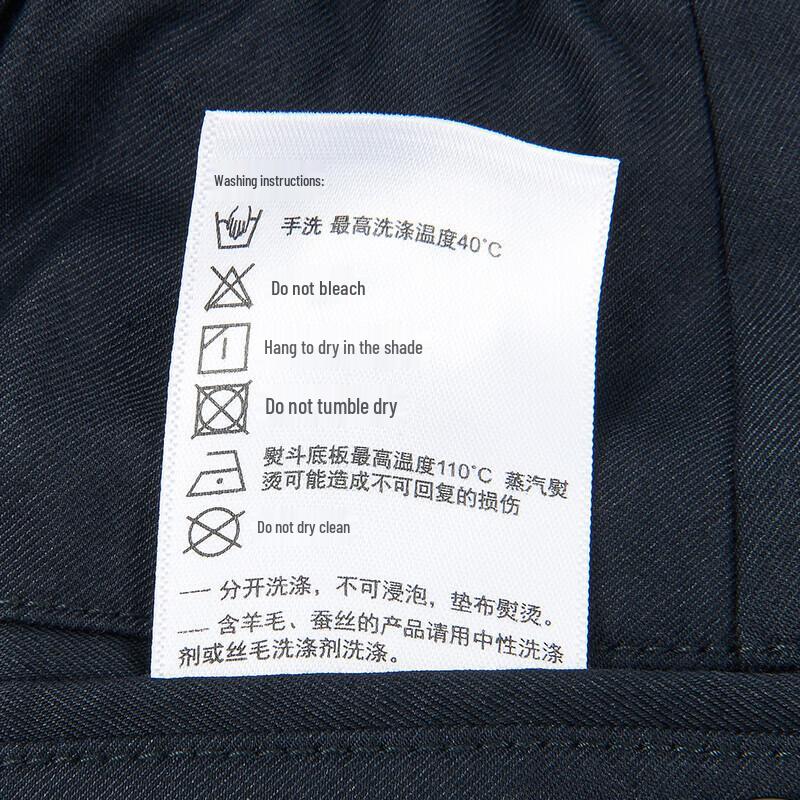 Washing instructions:
手洗 最高洗涤温度40°C
Do not bleach
Hang to dry in the shade
Do not tumble dry
熨斗底板最高温度110°C 蒸汽熨
烫可能造成不可回复的损伤
Do not dry clean
--- 分开洗涤，不可浸泡，垫布熨烫。
--- 含羊毛、蚕丝的产品请用中性洗涤
剂或丝毛洗涤剂洗涤。